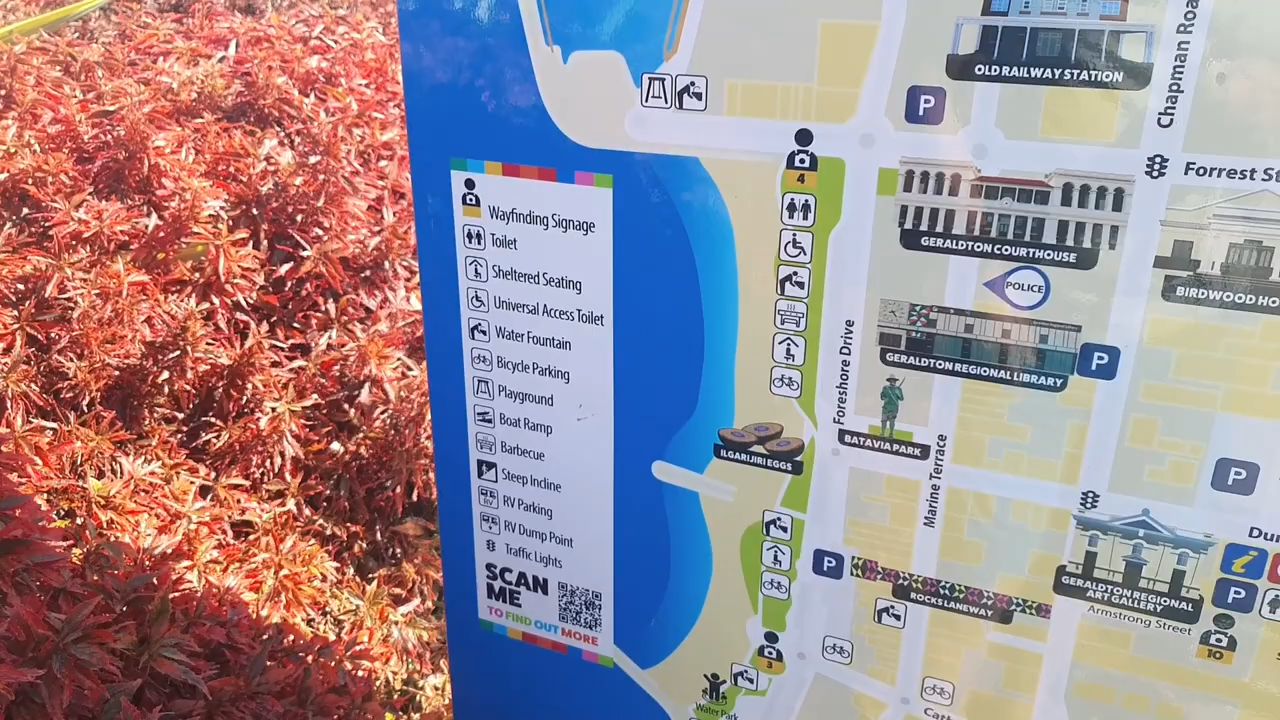 OLD RAILWAY STATION
P
Chapman Roa
4
Forrest St
GERALDTON COURTHOUSE
POLICE
BIRDWOOD HO
GERALDTON REGIONAL LIBRARY
P
Foreshore Drive
BATAVIA PARK
Marine Terrace
ILGARIJIRI EGGS
P
P
ROCKS LANEWAY
GERALDTON REGIONAL
ART GALLERY
Armstrong Street
Dur
i
P
10
3
Water Park
Cath
Wayfinding Signage
Toilet
Sheltered Seating
Universal Access Toilet
Water Fountain
Bicycle Parking
Playground
Boat Ramp
Barbecue
Steep Incline
RV Parking
RV Dump Point
Traffic Lights
SCAN
ME
TO FIND OUT MORE